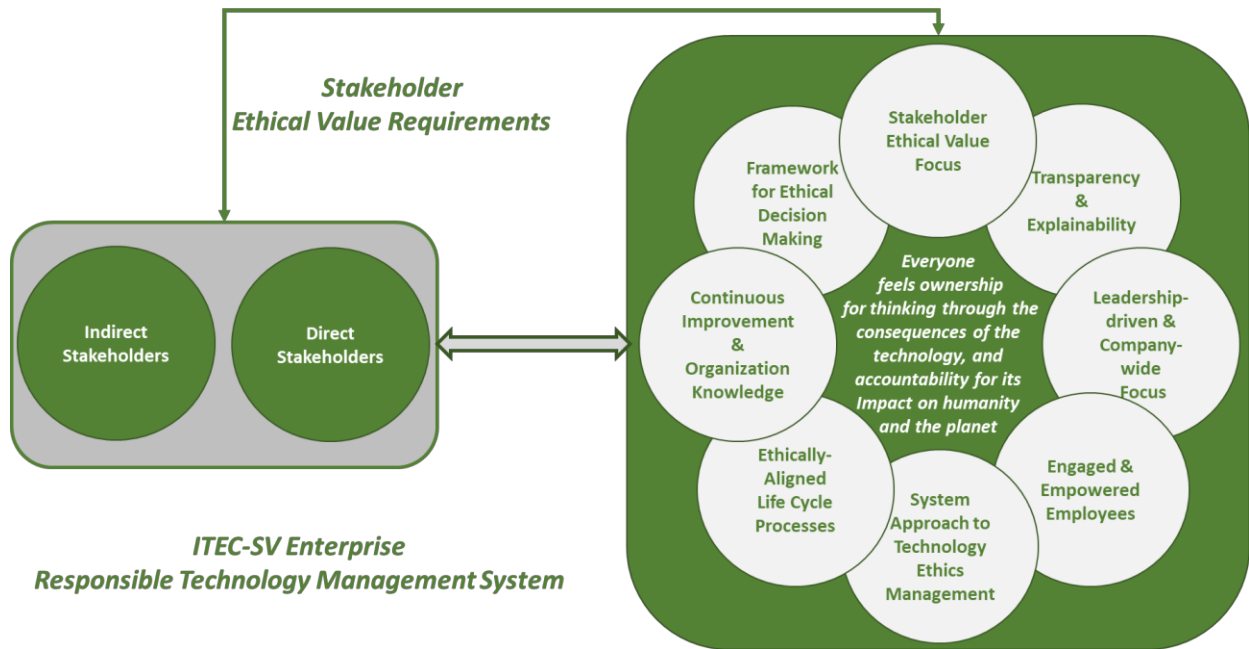 Stakeholder
Ethical Value Requirements
Indirect
Stakeholders
Direct
Stakeholders
ITEC-SV Enterprise
Responsible Technology Management System
Stakeholder
Ethical Value
Focus
Transparency
&
Explainability
Leadership-
driven &
Company-
wide
Focus
Engaged &
Empowered
Employees
System
Approach to
Technology
Ethics
Management
Ethically-
Aligned
Life Cycle
Processes
Continuous
Improvement
&
Organization
Knowledge
Framework
for Ethical
Decision
Making
Everyone
feels ownership
for thinking through the
consequences of the
technology, and
accountability for its
Impact on humanity
and the planet